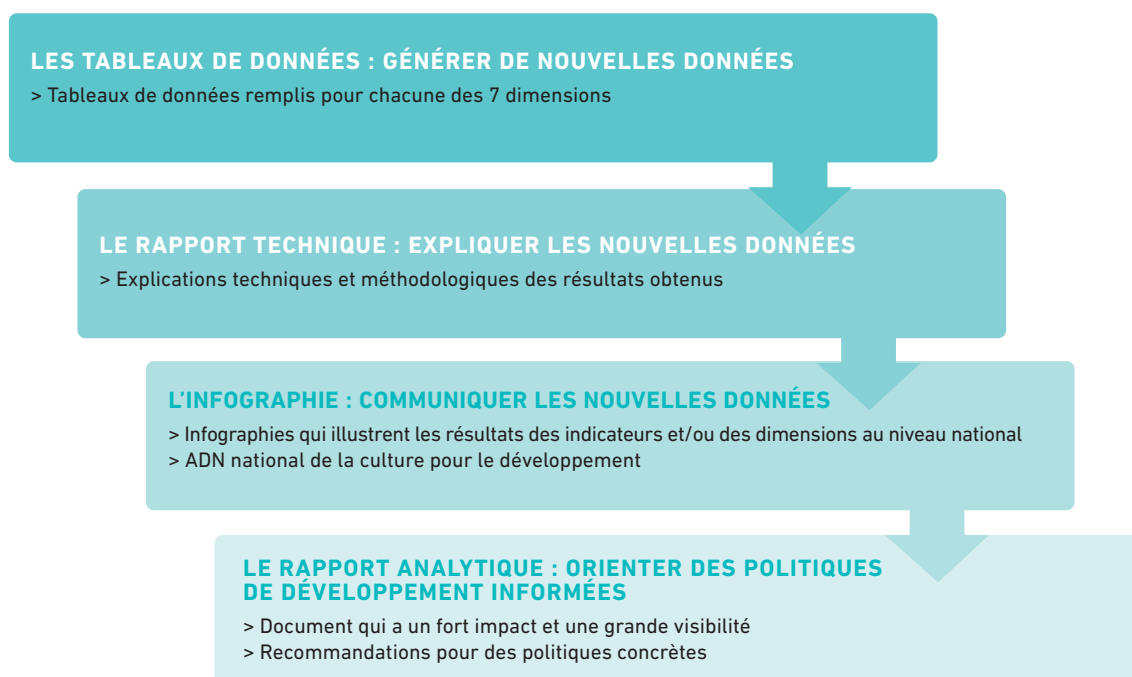 LES TABLEAUX DE DONNÉES : GÉNÉRER DE NOUVELLES DONNÉES
> Tableaux de données remplis pour chacune des 7 dimensions
LE RAPPORT TECHNIQUE : EXPLIQUER LES NOUVELLES DONNÉES
> Explications techniques et méthodologiques des résultats obtenus
L'INFOGRAPHIE : COMMUNIQUER LES NOUVELLES DONNÉES
> Infographies qui illustrent les résultats des indicateurs et/ou des dimensions au niveau national
> ADN national de la culture pour le développement
LE RAPPORT ANALYTIQUE : ORIENTER DES POLITIQUES
DE DÉVELOPPEMENT INFORMÉES
> Document qui a un fort impact et une grande visibilité
> Recommandations pour des politiques concrètes